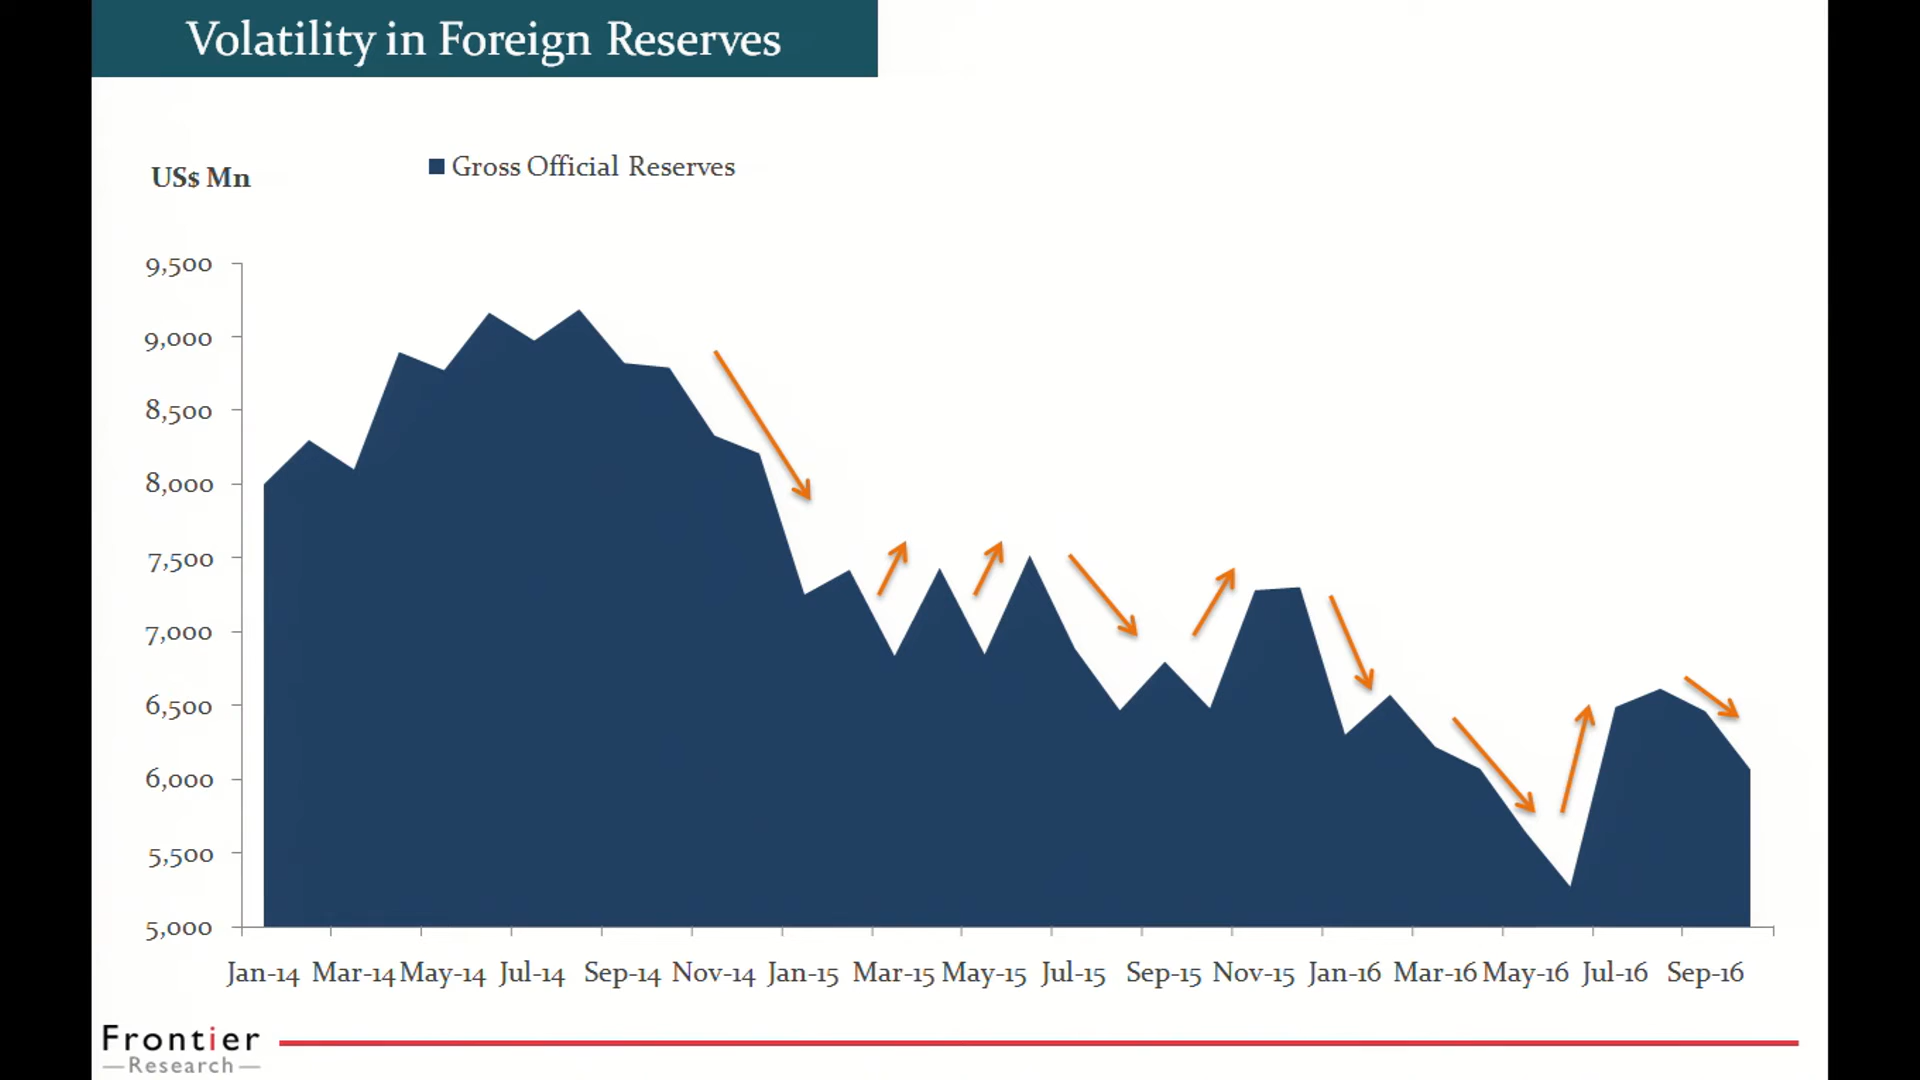 Volatility in Foreign Reserves
US$ Mn
Gross Official Reserves
9,500
9,000
8,500
8,000
7,500
7,000
6,500
6,000
5,500
5,000
Jan-14 Mar-14 May-14 Jul-14 Sep-14 Nov-14 Jan-15 Mar-15 May-15 Jul-15 Sep-15 Nov-15 Jan-16 Mar-16 May-16 Jul-16 Sep-16
Frontier
Research